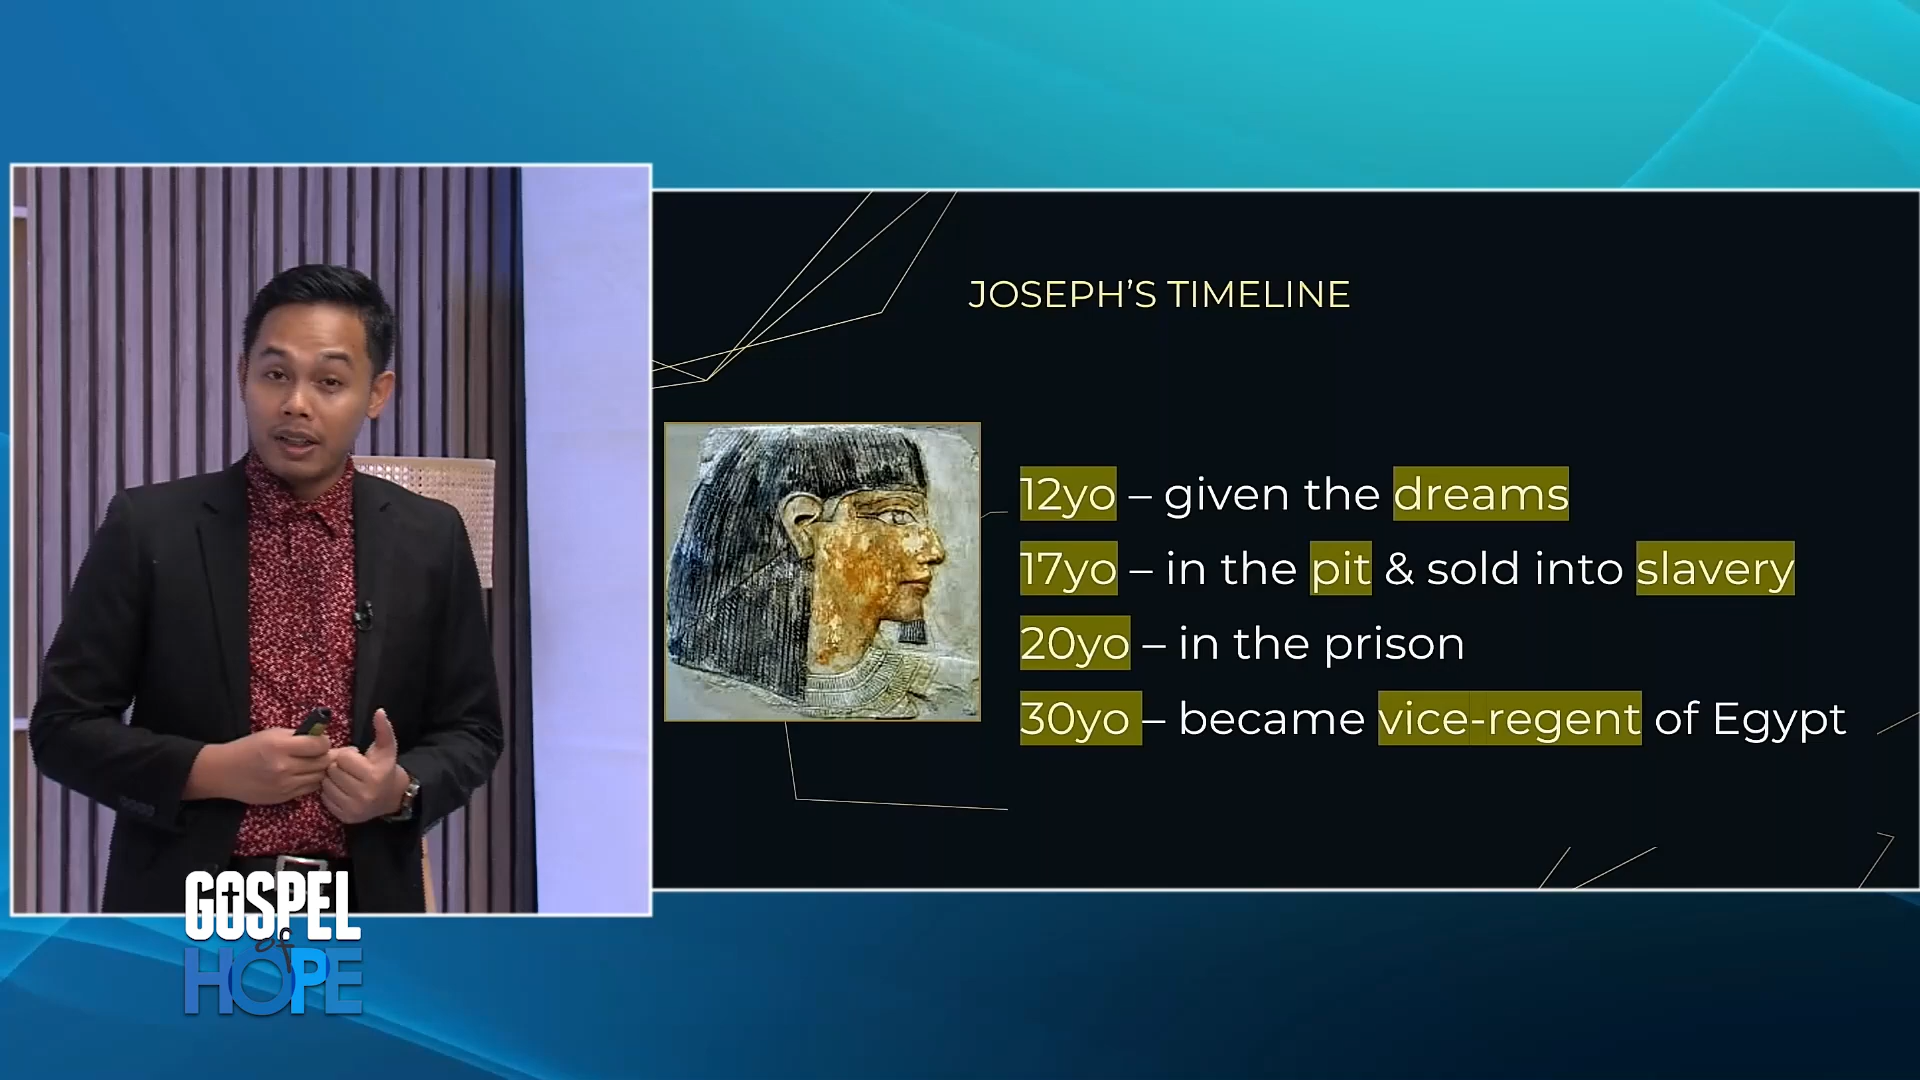 JOSEPH’S TIMELINE
12yo – given the dreams
17yo – in the pit & sold into slavery
20yo – in the prison
30yo – became vice-regent of Egypt
GOSPEL
of
HOPE